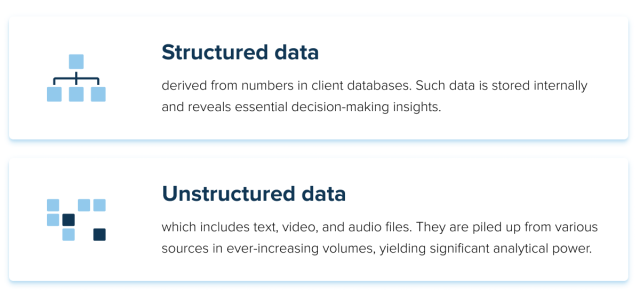 Structured data
derived from numbers in client databases. Such data is stored internally
and reveals essential decision-making insights.
Unstructured data
which includes text, video, and audio files. They are piled up from various
sources in ever-increasing volumes, yielding significant analytical power.